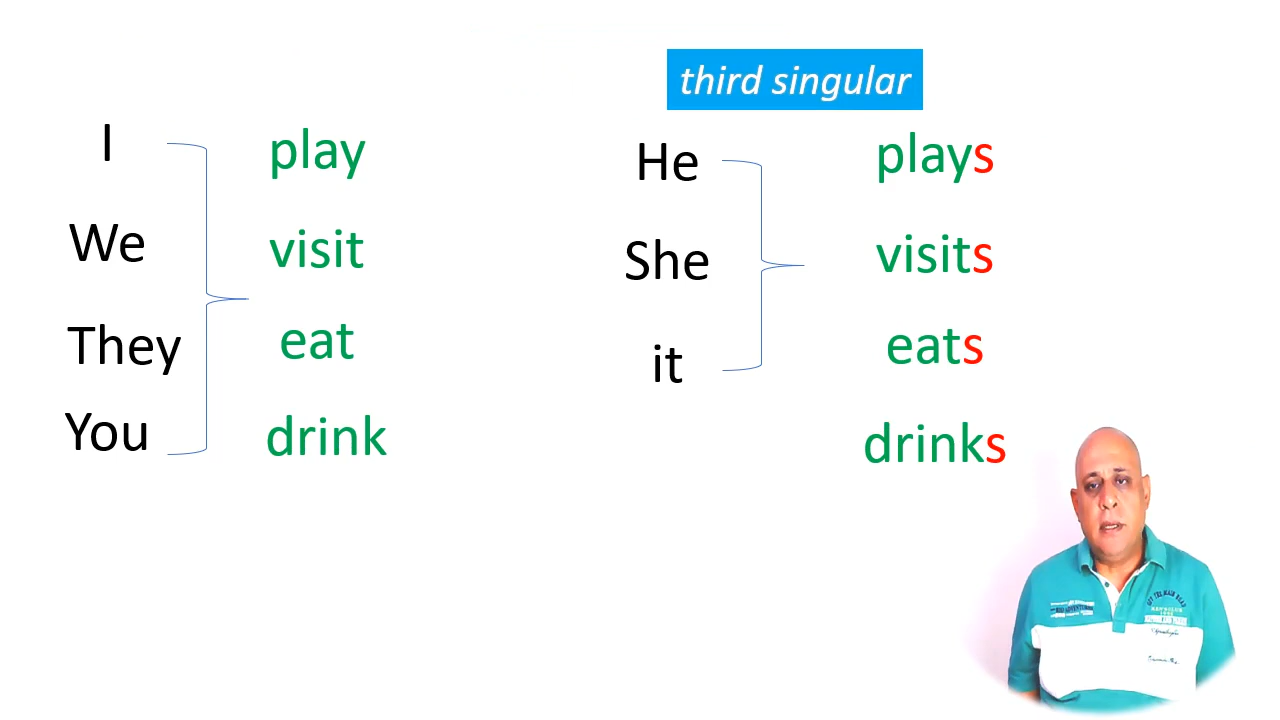 third singular
I
We
They
You
play
visit
eat
drink
He
She
it
plays
visits
eats
drinks